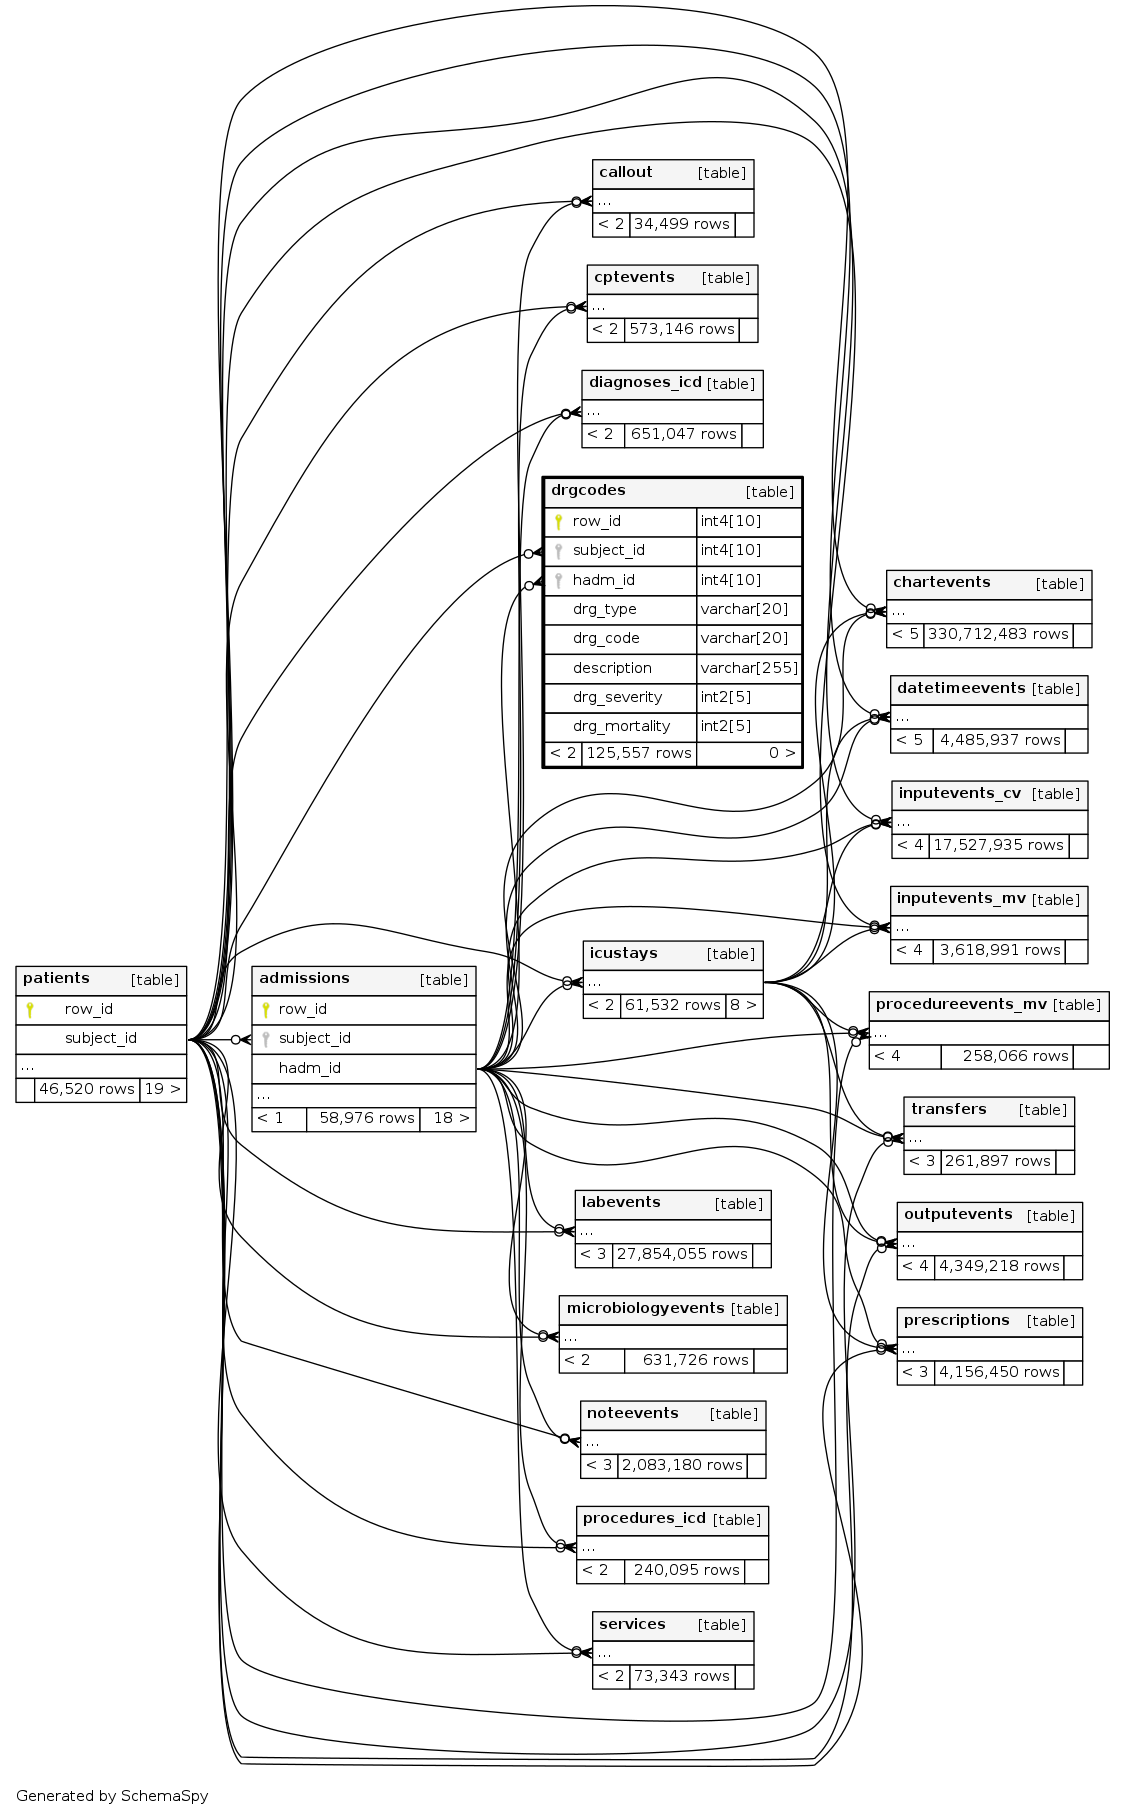 callout [table]
...
< 2 34,499 rows
cptevents [table]
...
< 2 573,146 rows
diagnoses_icd [table]
...
< 2 651,047 rows
drgcodes [table]
row_id int4[10]
subject_id int4[10]
hadm_id int4[10]
drg_type varchar[20]
drg_code varchar[20]
description varchar[255]
drg_severity int2[5]
drg_mortality int2[5]
< 2 125,557 rows 0 >
chartevents [table]
...
< 5 330,712,483 rows
datetimeevents [table]
...
< 5 4,485,937 rows
inputevents_cv [table]
...
< 4 17,527,935 rows
inputevents_mv [table]
...
< 4 3,618,991 rows
patients [table]
row_id
subject_id
...
46,520 rows 19 >
admissions [table]
row_id
subject_id
hadm_id
...
< 1 58,976 rows 18 >
icustays [table]
...
< 2 61,532 rows 8 >
procedureevents_mv [table]
...
< 4 258,066 rows
transfers [table]
...
< 3 261,897 rows
outputevents [table]
...
< 4 4,349,218 rows
prescriptions [table]
...
< 3 4,156,450 rows
labevents [table]
...
< 3 27,854,055 rows
microbiologyevents [table]
...
< 2 631,726 rows
noteevents [table]
...
< 3 2,083,180 rows
procedures_icd [table]
...
< 2 240,095 rows
services [table]
...
< 2 73,343 rows
Generated by SchemaSpy